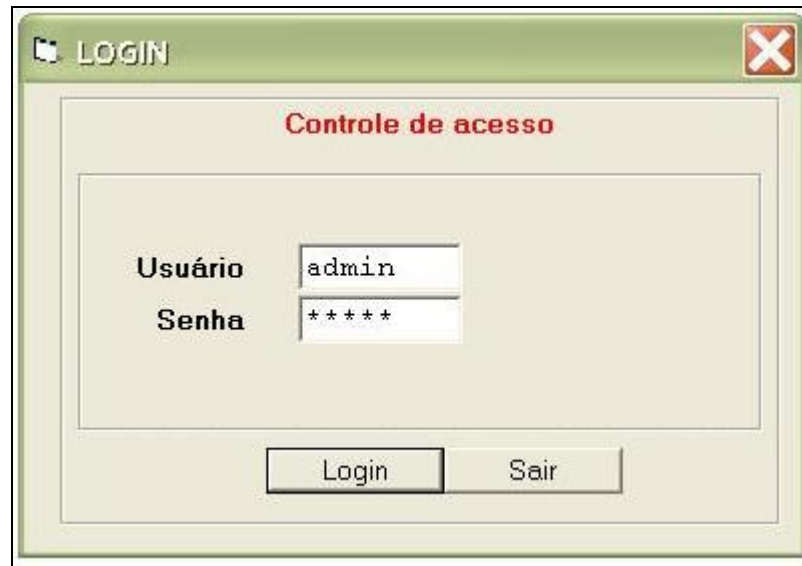 LOGIN
Controle de acesso
Usuário admin
Senha *****
Login Sair